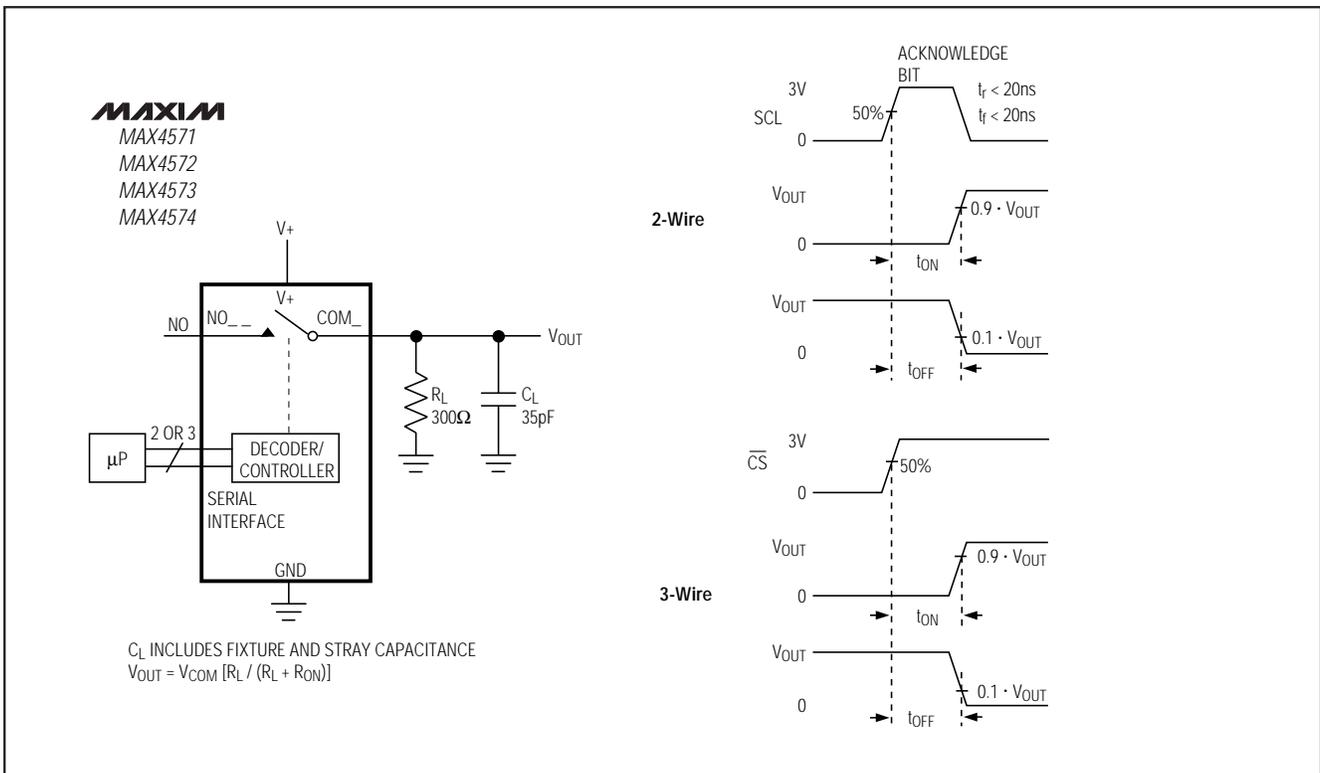 MAXIM
MAX4571
MAX4572
MAX4573
MAX4574
V+
V+
NO
NO_ _
COM_
VOUT
RL
300Ω
CL
35pF
2 OR 3
μP
DECODER/
CONTROLLER
SERIAL
INTERFACE
GND
CL INCLUDES FIXTURE AND STRAY CAPACITANCE
VOUT = VCOM [RL / (RL + RON)]
2-Wire
ACKNOWLEDGE
BIT
3V
SCL
50%
0
tr < 20ns
tf < 20ns
VOUT
0.9 · VOUT
0
tON
VOUT
0.1 · VOUT
0
tOFF
3-Wire
3V
CS
50%
0
VOUT
0.9 · VOUT
0
tON
VOUT
0.1 · VOUT
0
tOFF